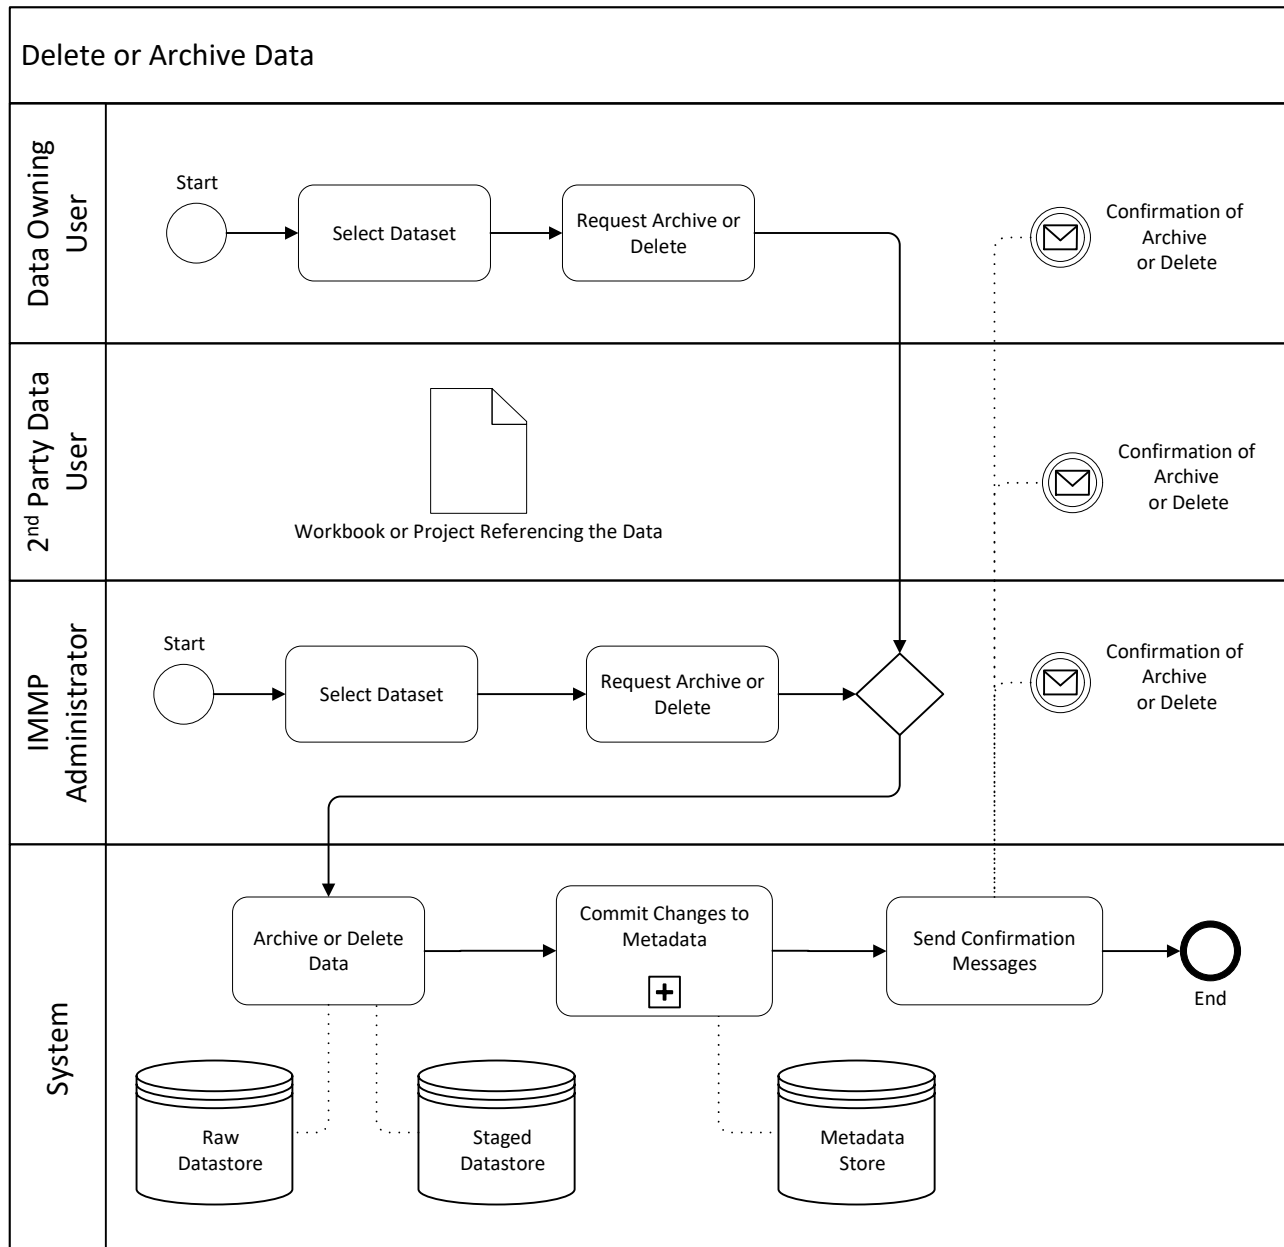 Delete or Archive Data
Data Owning
User
Start
Select Dataset
Request Archive or
Delete
Confirmation of
Archive
or Delete
2nd Party Data
User
Workbook or Project Referencing the Data
Confirmation of
Archive
or Delete
IMMP
Administrator
Start
Select Dataset
Request Archive or
Delete
Confirmation of
Archive
or Delete
System
Archive or Delete
Data
Commit Changes to
Metadata
Send Confirmation
Messages
End
Raw
Datastore
Staged
Datastore
Metadata
Store